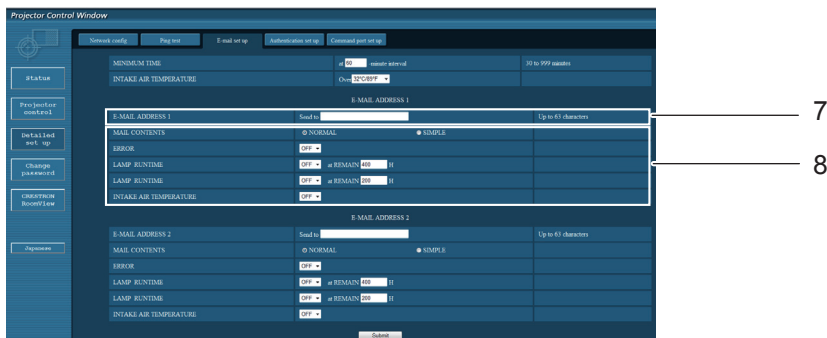 Projector Control Window
Network config Ping test E-mail set up Authentication set up Command port set up
MINIMUM TIME at 60 -minute interval 30 to 999 minutes
INTAKE AIR TEMPERATURE Over 32°C/89°F
Status
E-MAIL ADDRESS 1
Projector control
E-MAIL ADDRESS 1 Send to Up to 63 characters 7
MAIL CONTENTS NORMAL SIMPLE
Detailed set up
ERROR OFF
LAMP RUNTIME OFF at REMAIN 400 H 8
Change password
LAMP RUNTIME OFF at REMAIN 200 H
INTAKE AIR TEMPERATURE OFF
CRESTRON RoomView
E-MAIL ADDRESS 2
E-MAIL ADDRESS 2 Send to Up to 63 characters
Japanese
MAIL CONTENTS NORMAL SIMPLE
ERROR OFF
LAMP RUNTIME OFF at REMAIN 400 H
LAMP RUNTIME OFF at REMAIN 200 H
INTAKE AIR TEMPERATURE OFF
Submit